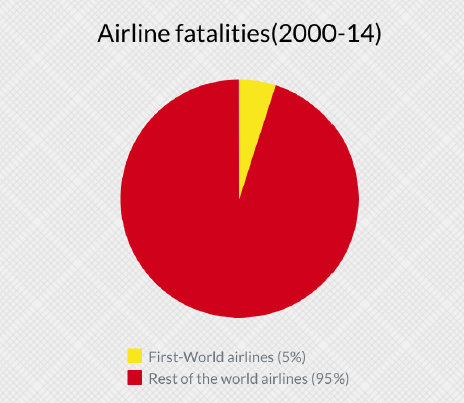 Airline fatalities(2000-14)
First-World airlines (5%)
Rest of the world airlines (95%)